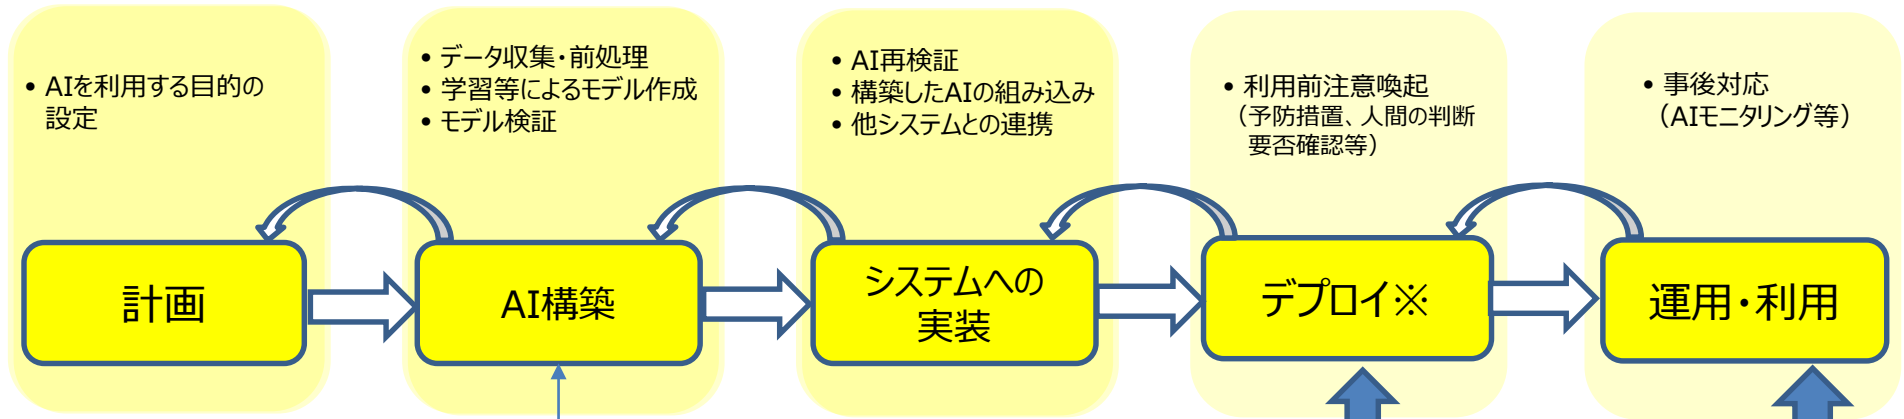 • AIを利用する目的の
設定
• データ収集・前処理
• 学習等によるモデル作成
• モデル検証
• AI再検証
• 構築したAIの組み込み
• 他システムとの連携
• 利用前注意喚起
（予防措置、人間の判断
要否確認等）
• 事後対応
（AIモニタリング等）
計画
AI構築
システムへの
実装
デプロイ※
運用・利用